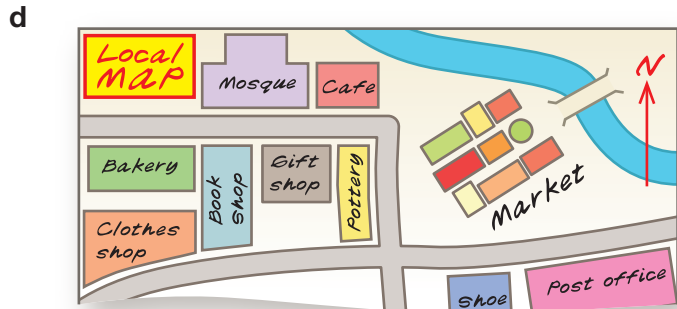 d
Local
map
Mosque
Cafe
N
Bakery
Book
shop
Gift
shop
Pottery
Market
Clothes
shop
Shoe
Post office